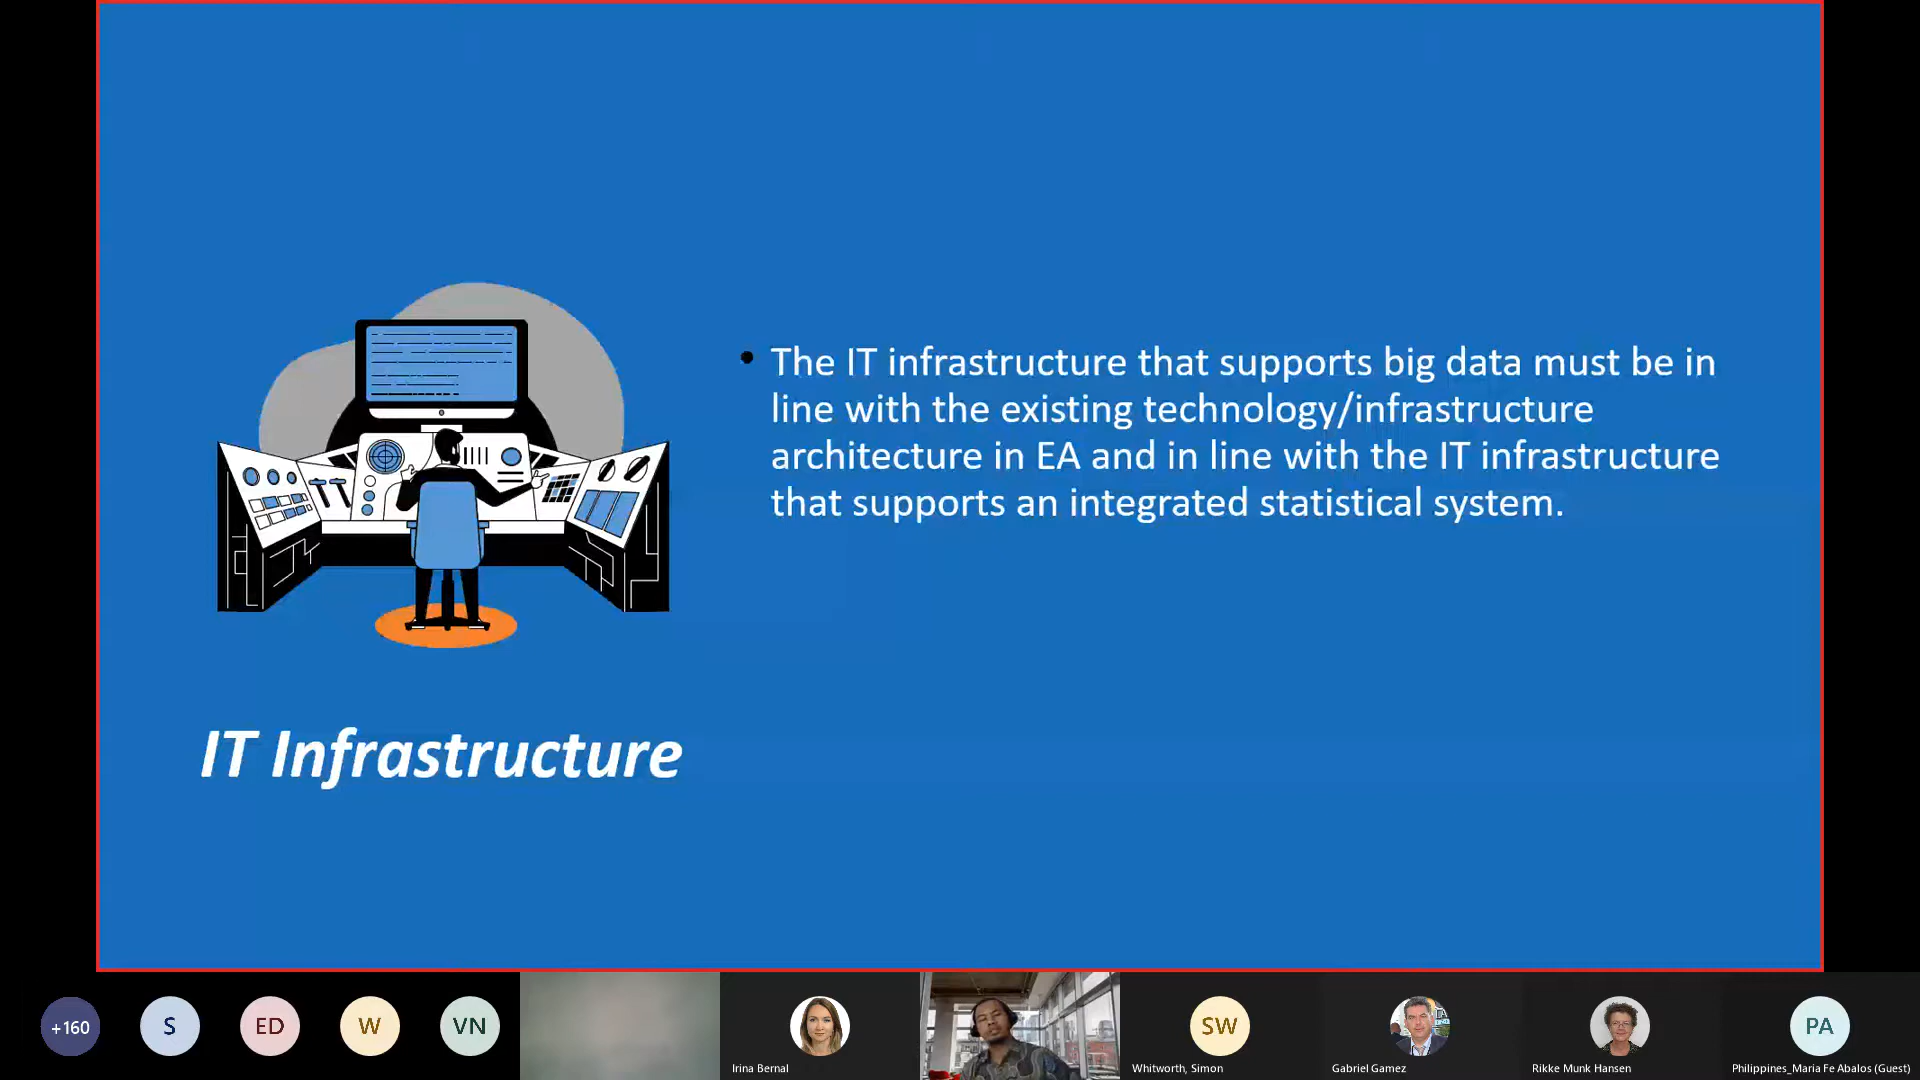 • The IT infrastructure that supports big data must be in
line with the existing technology/infrastructure
architecture in EA and in line with the IT infrastructure
that supports an integrated statistical system.
IT Infrastructure
+160
S
ED
W
VN
Irina Bernal
SW
Whitworth, Simon
Gabriel Gamez
Rikke Munk Hansen
PA
Philippines_Maria Fe Abalos (Guest)